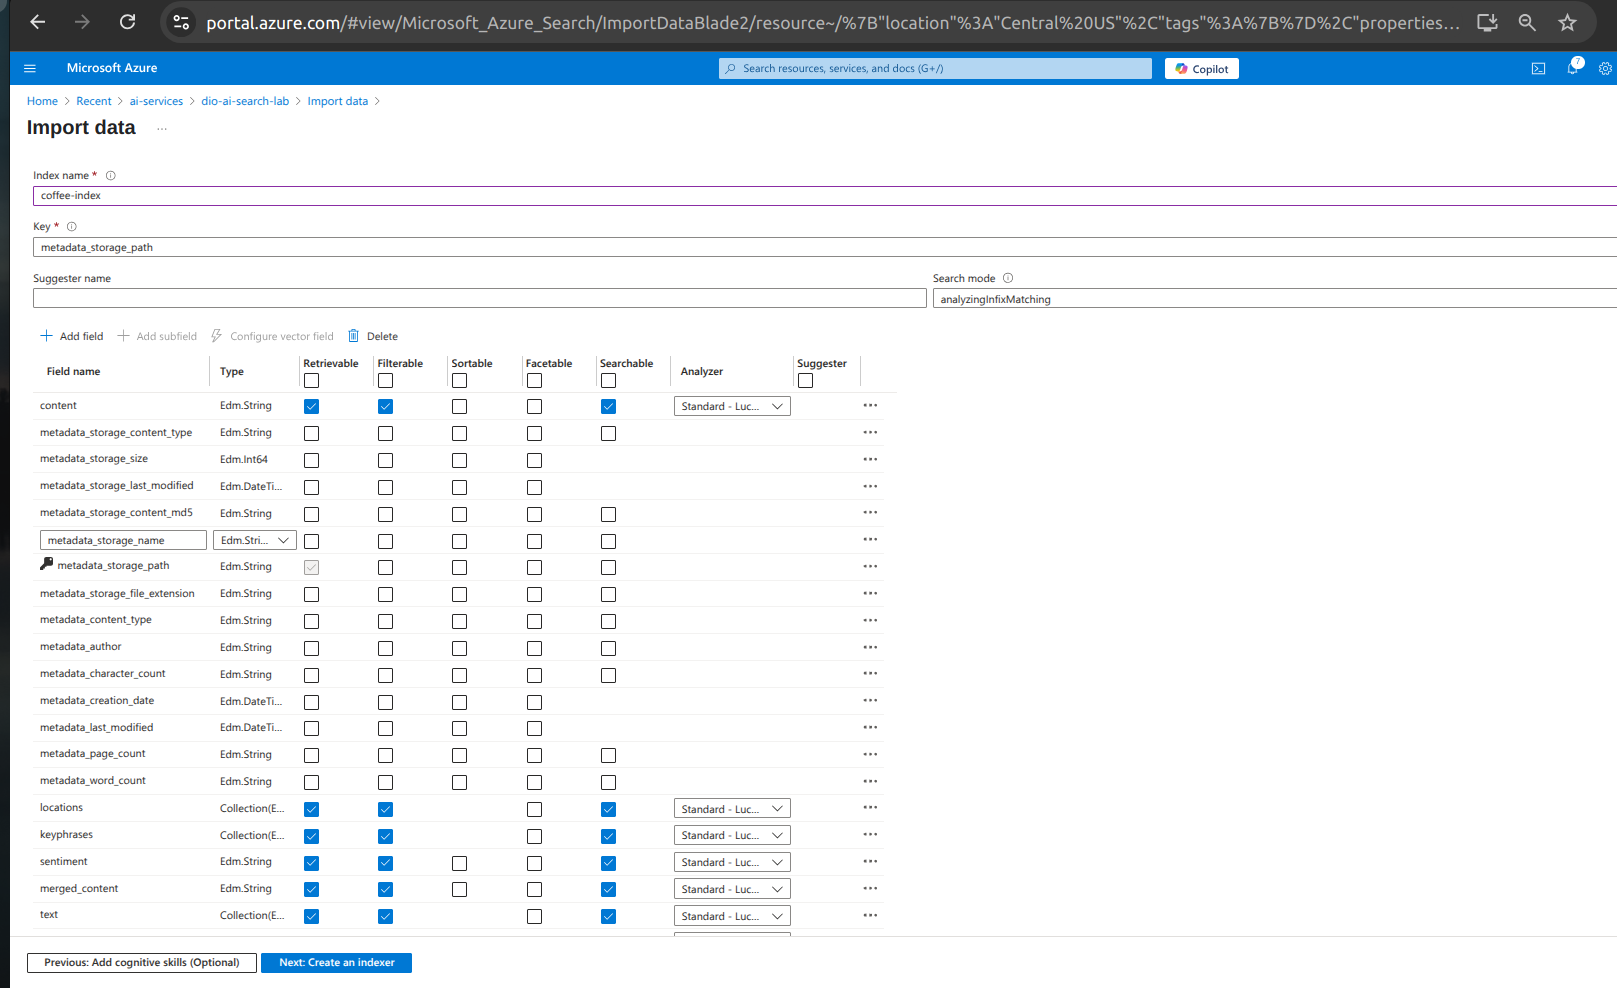 portal.azure.com/#view/Microsoft_Azure_Search/ImportDataBlade2/resource~/%7B"location"%3A"Central%20US"%2C"tags"%3A%7B%7D%2C"properties...
Microsoft Azure
Search resources, services, and docs (G+/)
Copilot
7
Home > Recent > ai-services > dio-ai-search-lab > Import data >
Import data ...
Index name *
coffee-index
Key *
metadata_storage_path
Suggester name
Search mode
analyzingInfixMatching
Add field Add subfield Configure vector field Delete
Field name Type Retrievable Filterable Sortable Facetable Searchable Analyzer Suggester
content Edm.String Standard - Luc...
metadata_storage_content_type Edm.String
metadata_storage_size Edm.Int64
metadata_storage_last_modified Edm.DateTi...
metadata_storage_content_md5 Edm.String
metadata_storage_name Edm.Stri...
metadata_storage_path Edm.String
metadata_storage_file_extension Edm.String
metadata_content_type Edm.String
metadata_author Edm.String
metadata_character_count Edm.String
metadata_creation_date Edm.DateTi...
metadata_last_modified Edm.DateTi...
metadata_page_count Edm.String
metadata_word_count Edm.String
locations Collection(E... Standard - Luc...
keyphrases Collection(E... Standard - Luc...
sentiment Edm.String Standard - Luc...
merged_content Edm.String Standard - Luc...
text Collection(E... Standard - Luc...
Previous: Add cognitive skills (Optional)
Next: Create an indexer